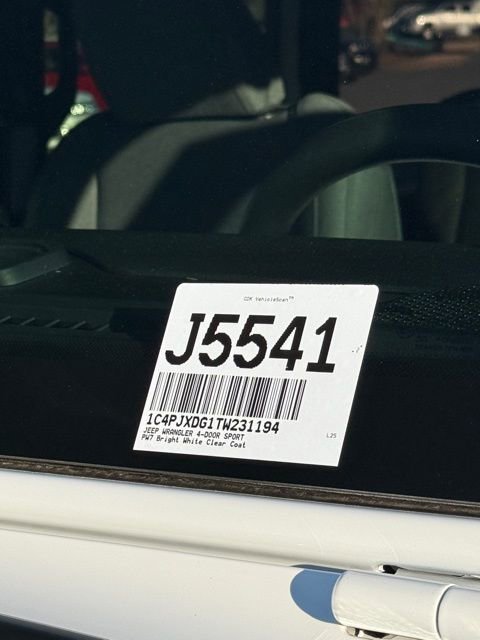 CDK VehicleScan™
J5541
1C4PJXDG1TW231194
JEEP WRANGLER 4-DOOR SPORT
PW7 Bright White Clear Coat
L25